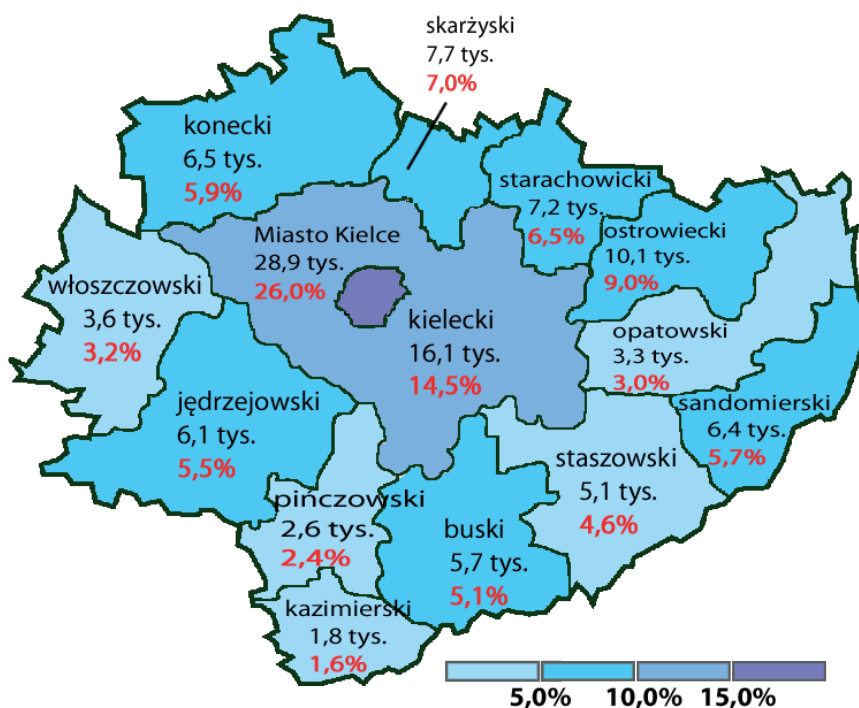 skarżyski
7,7 tys.
7,0%
konecki
6,5 tys.
5,9%
starachowicki
7,2 tys.
6,5%
Miasto Kielce
28,9 tys.
26,0%
ostrowiecki
10,1 tys.
9,0%
włoszczowski
3,6 tys.
3,2%
kielecki
16,1 tys.
14,5%
opatowski
3,3 tys.
3,0%
jędrzejowski
6,1 tys.
5,5%
sandomierski
6,4 tys.
5,7%
staszowski
5,1 tys.
4,6%
pińczowski
2,6 tys.
2,4%
buski
5,7 tys.
5,1%
kazimierski
1,8 tys.
1,6%
5,0% 10,0% 15,0%